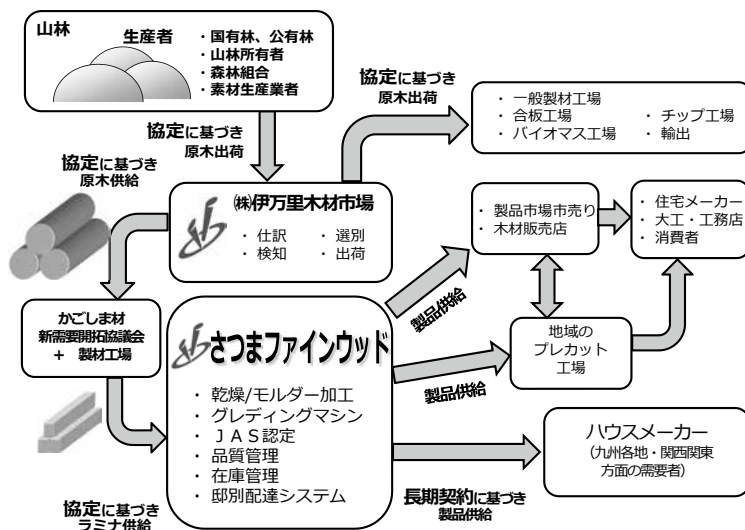 山林
生産者
・国有林、公有林
・山林所有者
・森林組合
・素材生産業者
協定に基づき
原木出荷
協定に基づき
原木出荷
・一般製材工場
・合板工場　・チップ工場
・バイオマス工場　・輸出
協定に基づき
原木供給
㈱伊万里木材市場
・仕訳　・選別
・検知　・出荷
・製品市場市売り
・木材販売店
・住宅メーカー
・大工・工務店
・消費者
かごしま材
新需要開拓協議会
＋　製材工場
さつまファインウッド
・乾燥/モルダー加工
・グレディングマシン
・ＪＡＳ認定
・品質管理
・在庫管理
・邸別配達システム
製品供給
製品供給
地域の
プレカット
工場
協定に基づき
ラミナ供給
長期契約に基づき
製品供給
ハウスメーカー
（九州各地・関西関東
方面の需要者）